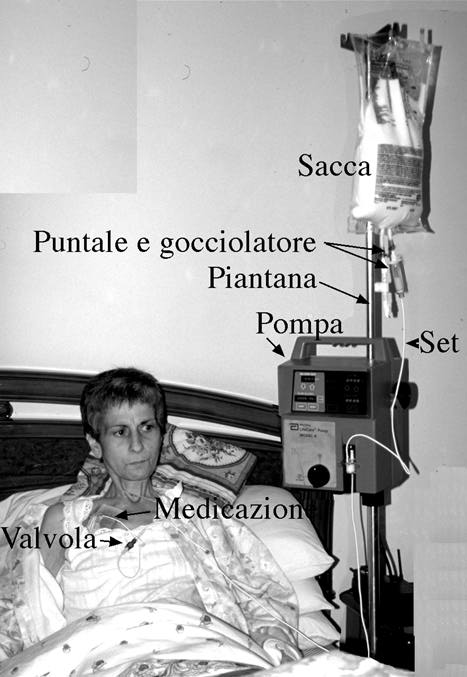 Sacca
Puntale e gocciolatore
Piantana
Pompa
Set
Medicazion
Valvola